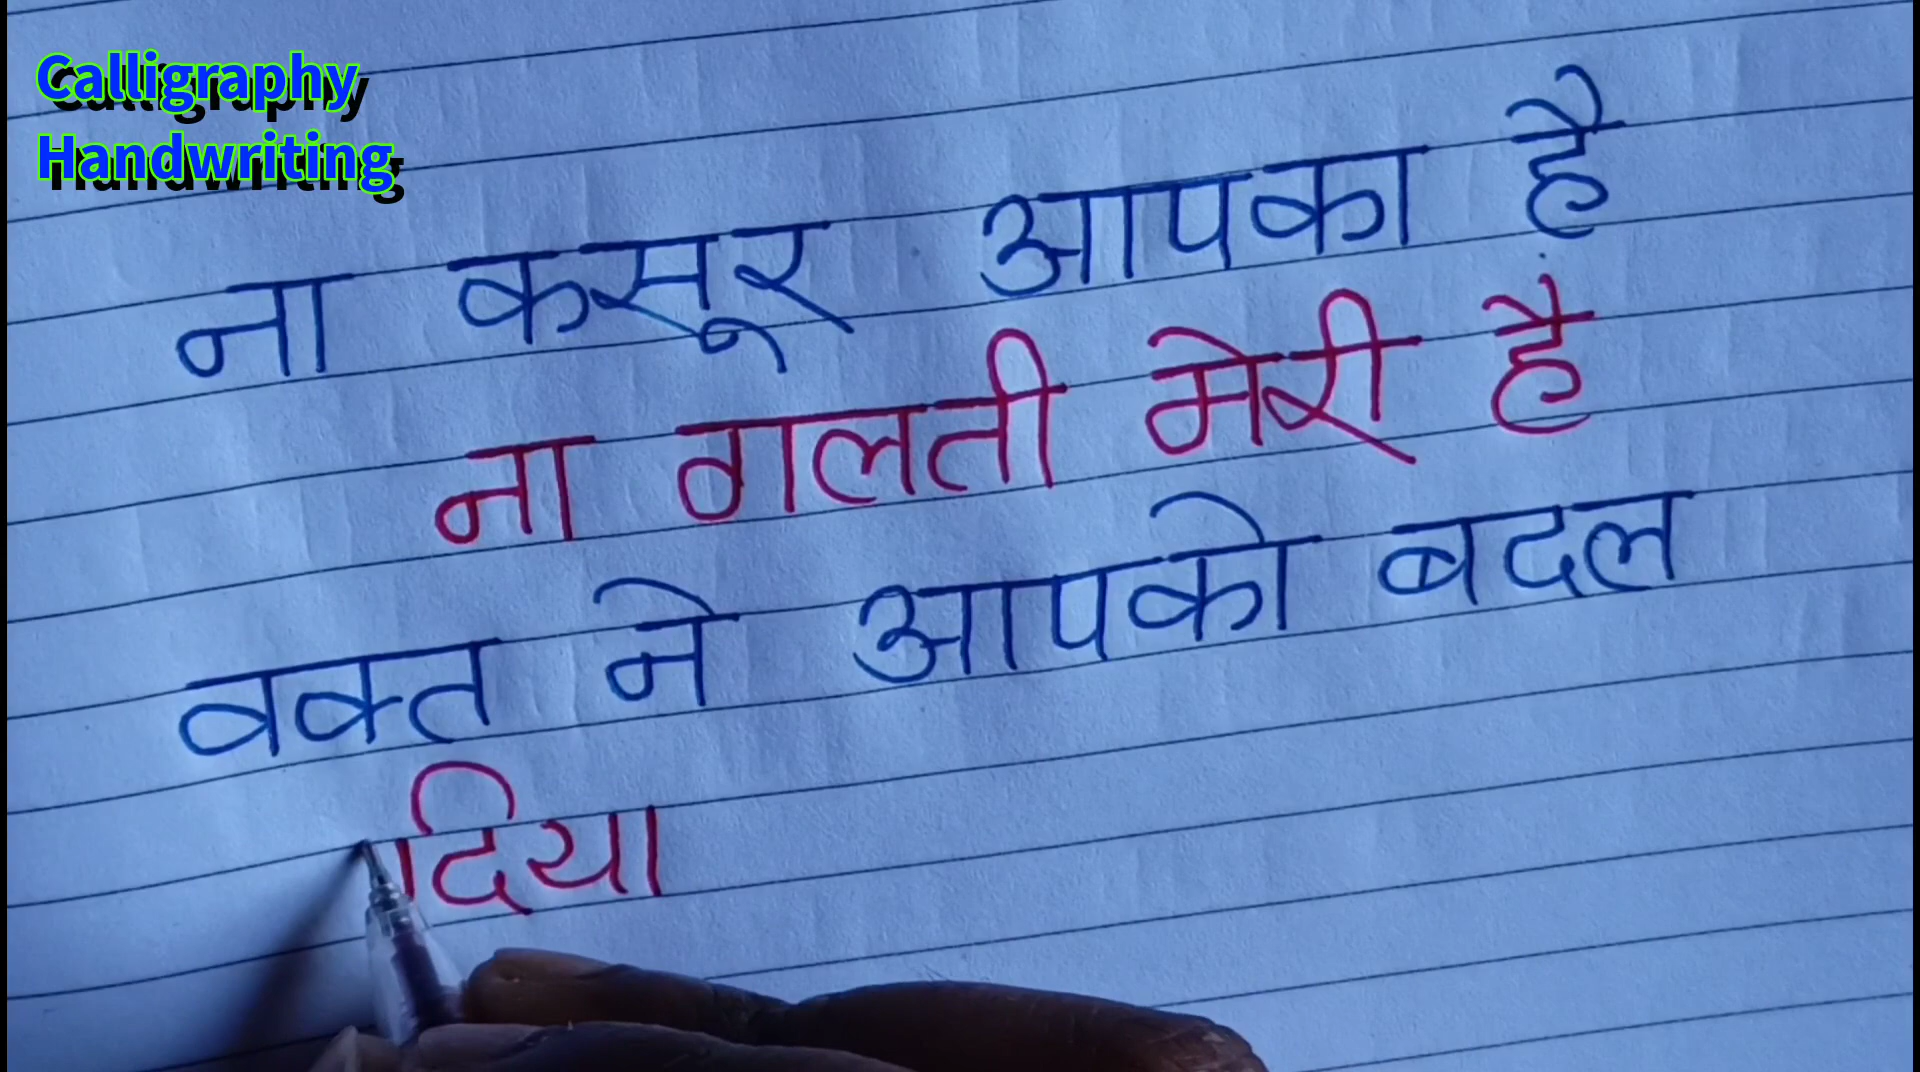 Calligraphy
Handwriting
ना कसूर आपका है
ना गलती मेरी है
वक्त ने आपको बदल
दिया